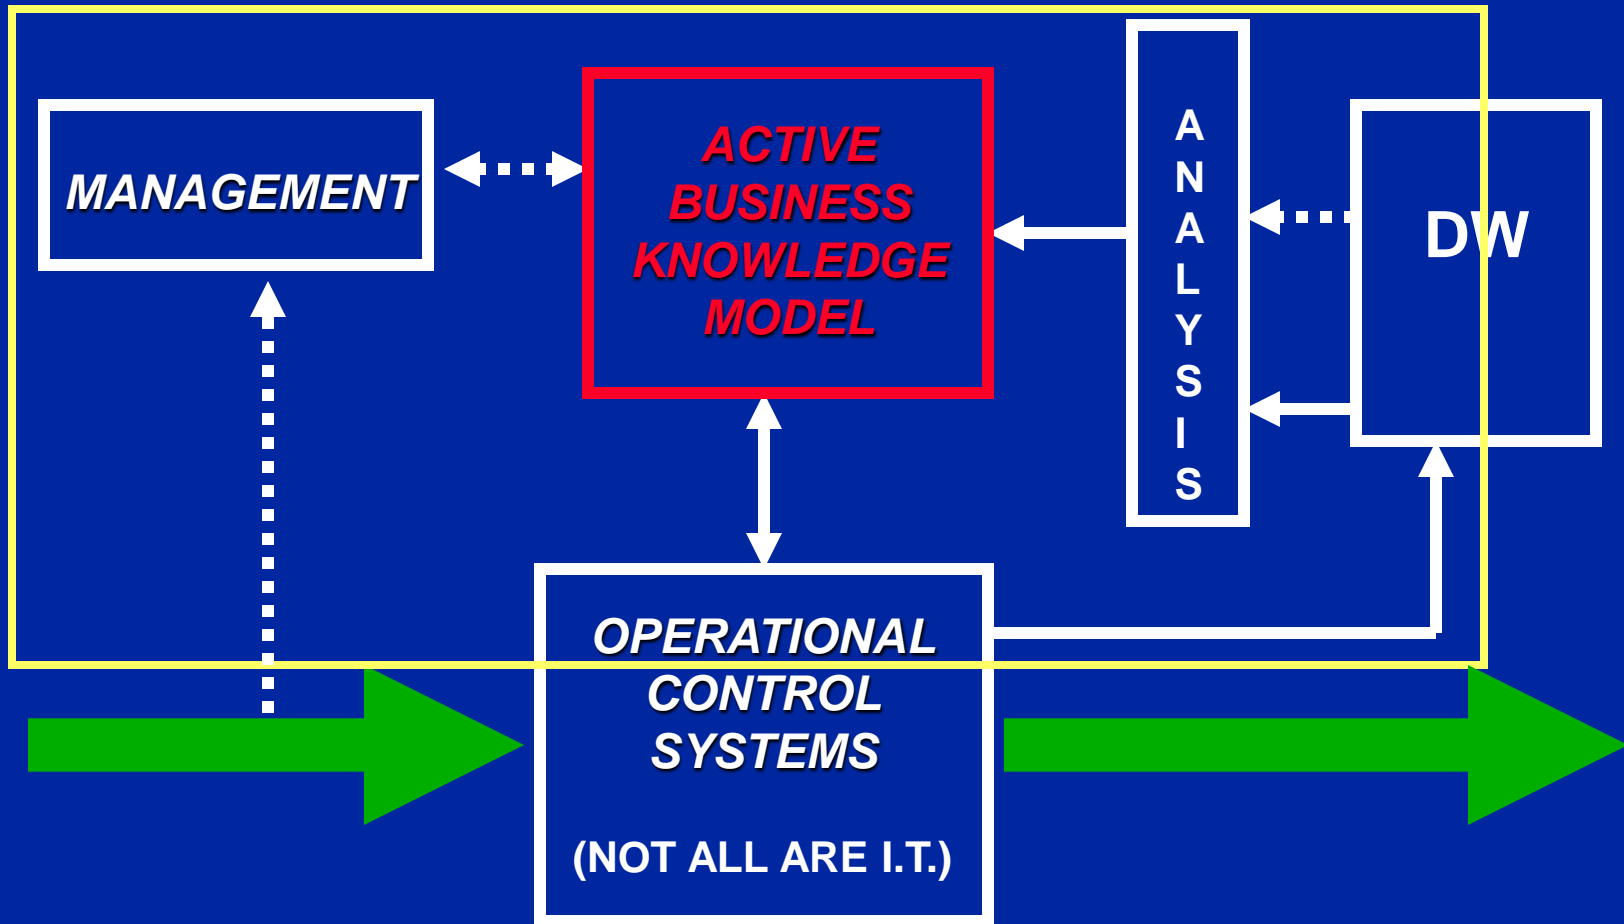 MANAGEMENT
ACTIVE
BUSINESS
KNOWLEDGE
MODEL
A
N
A
L
Y
S
I
S
DW
OPERATIONAL
CONTROL
SYSTEMS
(NOT ALL ARE I.T.)